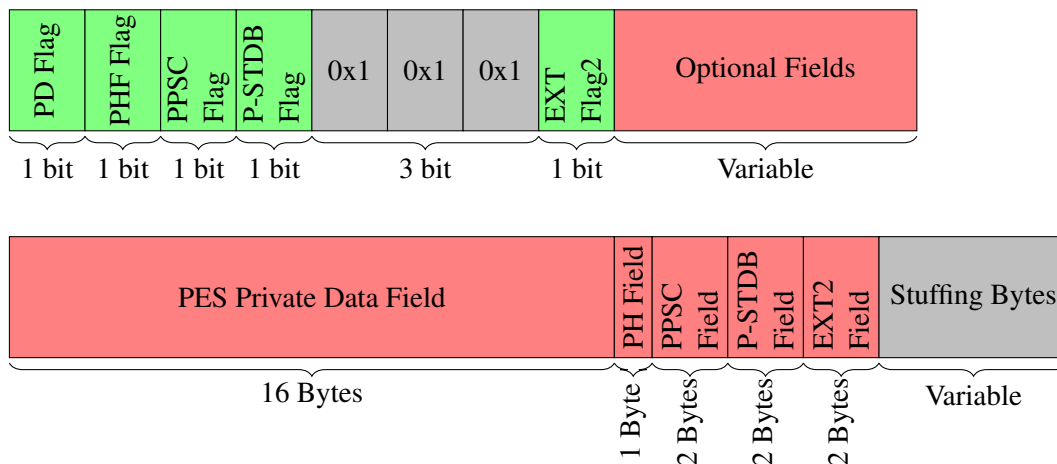 PD Flag
PHF Flag
PPSC
Flag
P-STDB
Flag
0x1
0x1
0x1
EXT
Flag2
Optional Fields
1 bit
1 bit
1 bit
1 bit
3 bit
1 bit
Variable
PES Private Data Field
PH Field
PPSC
Field
P-STDB
Field
EXT2
Field
Stuffing Bytes
16 Bytes
1 Byte
2 Bytes
2 Bytes
2 Bytes
Variable